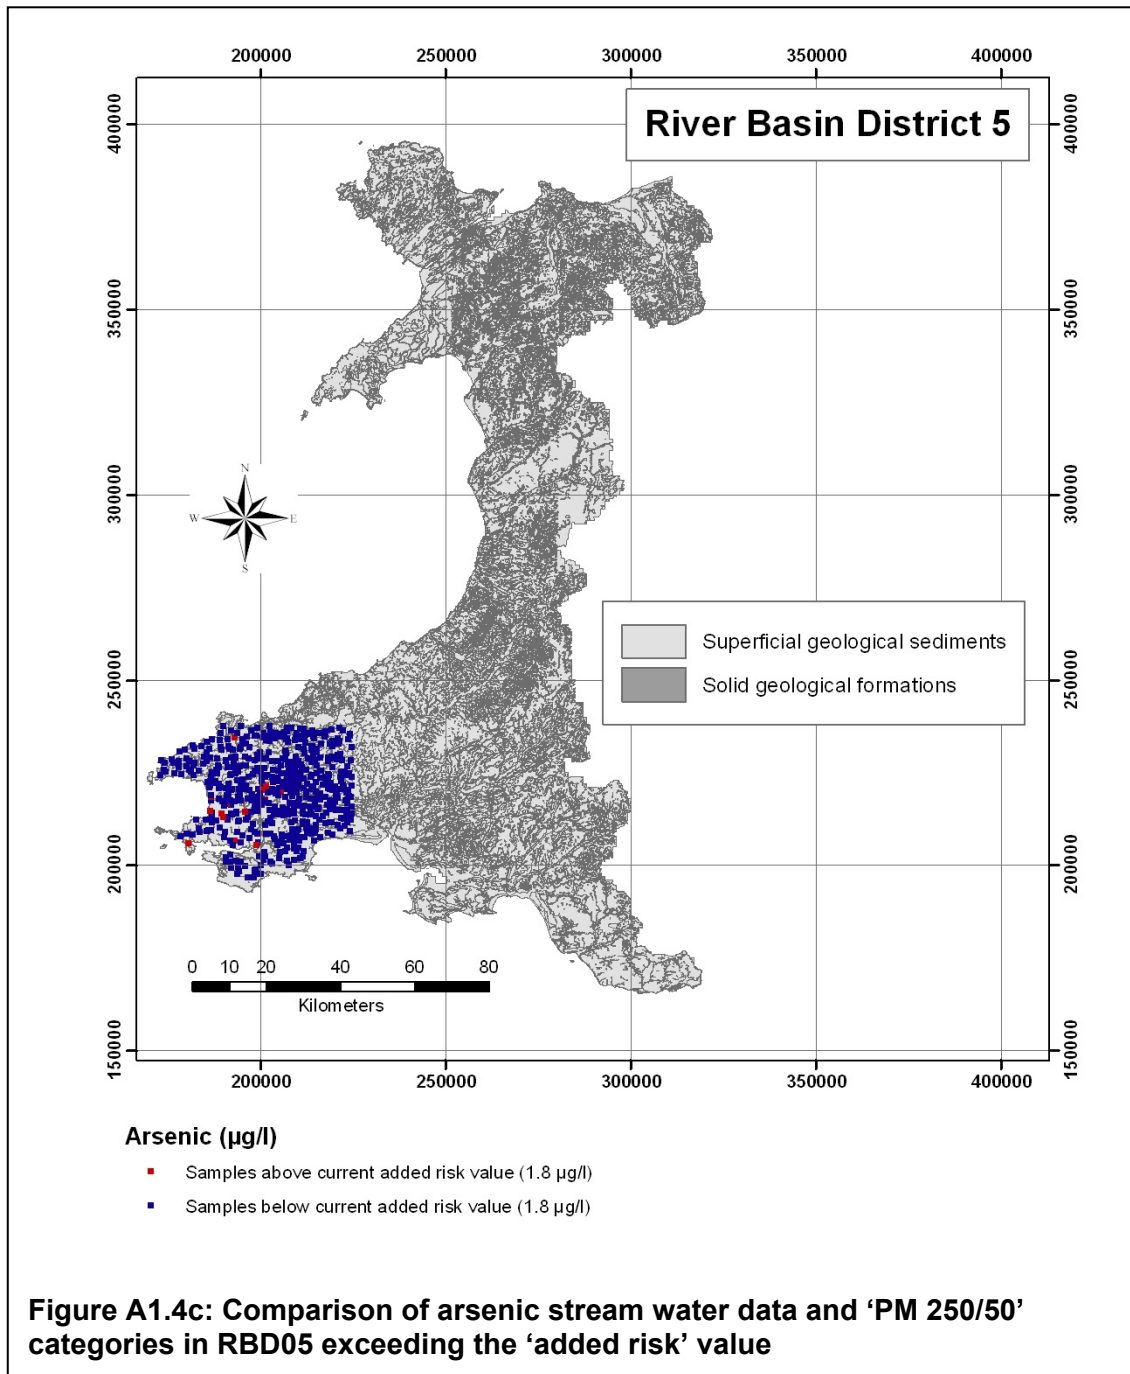 200000 250000 300000 350000 400000
River Basin District 5
400000 400000
350000 350000
N
W E
S
300000 300000
Superficial geological sediments
Solid geological formations
250000 250000
200000 200000
0 10 20 40 60 80
Kilometers
150000 150000
200000 250000 300000 350000 400000
Arsenic (µg/l)
Samples above current added risk value (1.8 µg/l)
Samples below current added risk value (1.8 µg/l)
Figure A1.4c: Comparison of arsenic stream water data and ‘PM 250/50’
categories in RBD05 exceeding the ‘added risk’ value